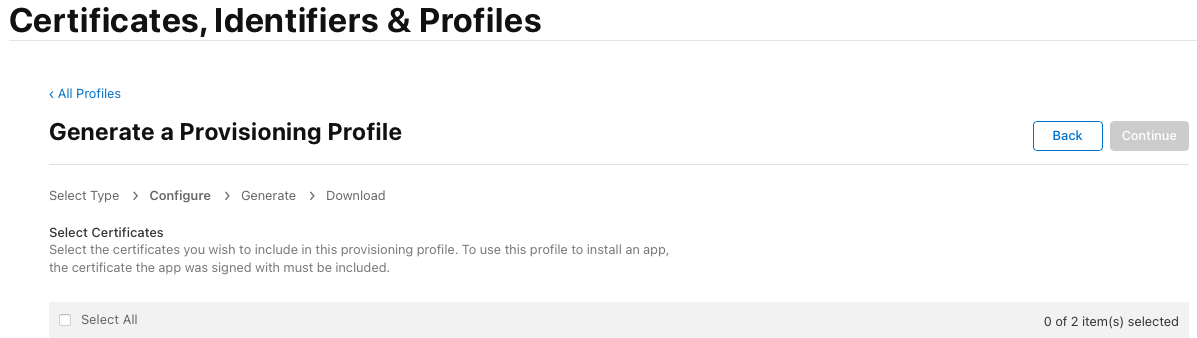 Certificates, Identifiers & Profiles
‹ All Profiles
Generate a Provisioning Profile
Back
Continue
Select Type > Configure > Generate > Download
Select Certificates
Select the certificates you wish to include in this provisioning profile. To use this profile to install an app,
the certificate the app was signed with must be included.
Select All
0 of 2 item(s) selected